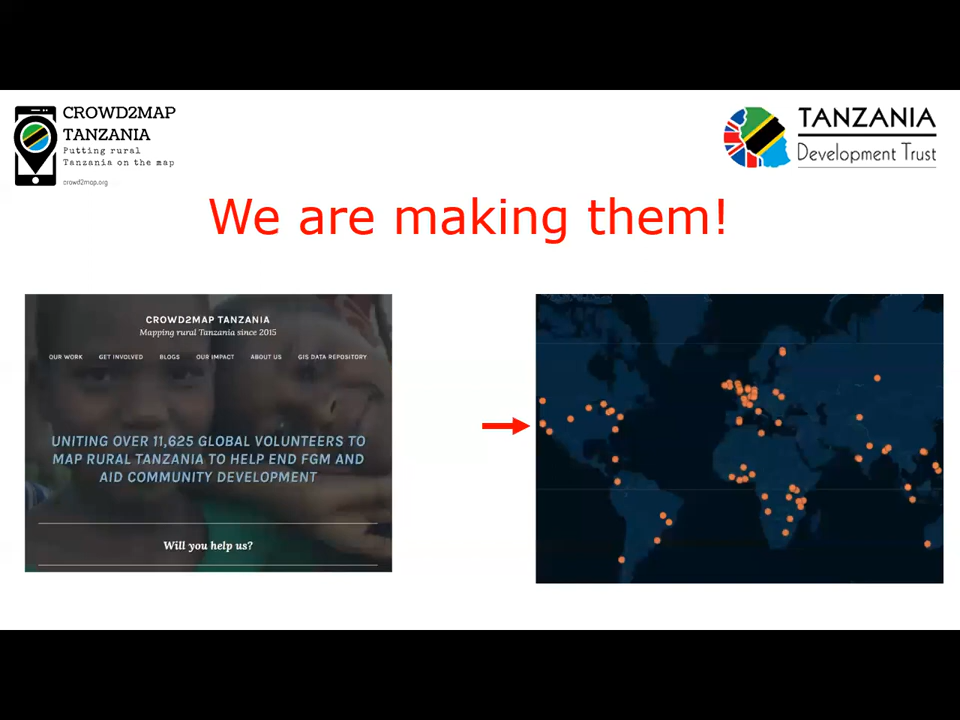 CROWD2MAP
TANZANIA
Putting rural
Tanzania on the map
crowd2map.org
TANZANIA
Development Trust
We are making them!
CROWD2MAP TANZANIA
Mapping rural Tanzania since 2015
OUR WORK GET INVOLVED BLOGS OUR IMPACT ABOUT US GIS DATA REPOSITORY
UNITING OVER 11,625 GLOBAL VOLUNTEERS TO
MAP RURAL TANZANIA TO HELP END FGM AND
AID COMMUNITY DEVELOPMENT
Will you help us?